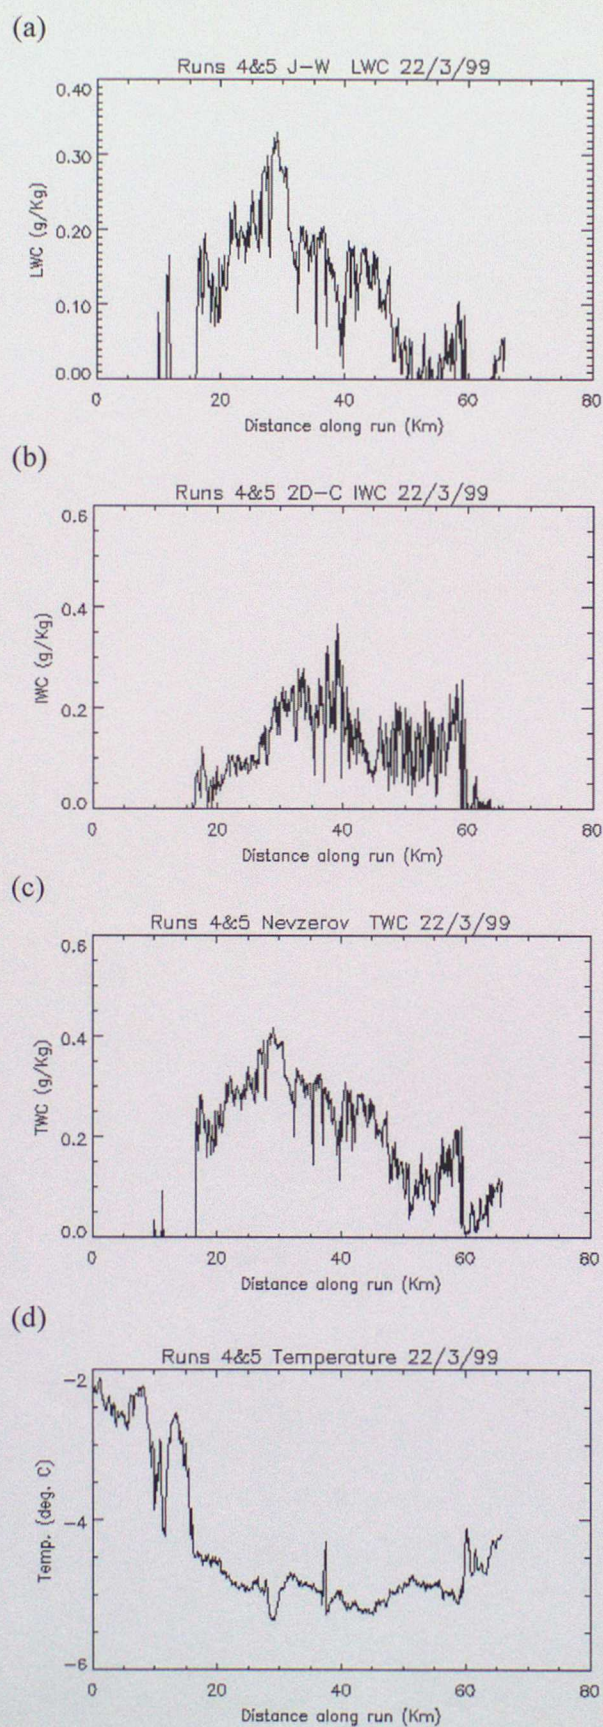 (a)
Runs 4&5 J-W LWC 22/3/99
0.40
0.30
0.20
0.10
0.00
LWC (g/Kg)
0 20 40 60 80
Distance along run (Km)
(b)
Runs 4&5 2D-C IWC 22/3/99
0.6
0.4
0.2
0.0
IWC (g/Kg)
0 20 40 60 80
Distance along run (Km)
(c)
Runs 4&5 Nevzerov TWC 22/3/99
0.6
0.4
0.2
0.0
TWC (g/Kg)
0 20 40 60 80
Distance along run (Km)
(d)
Runs 4&5 Temperature 22/3/99
-2
-4
-6
Temp. (deg. C)
0 20 40 60 80
Distance along run (Km)